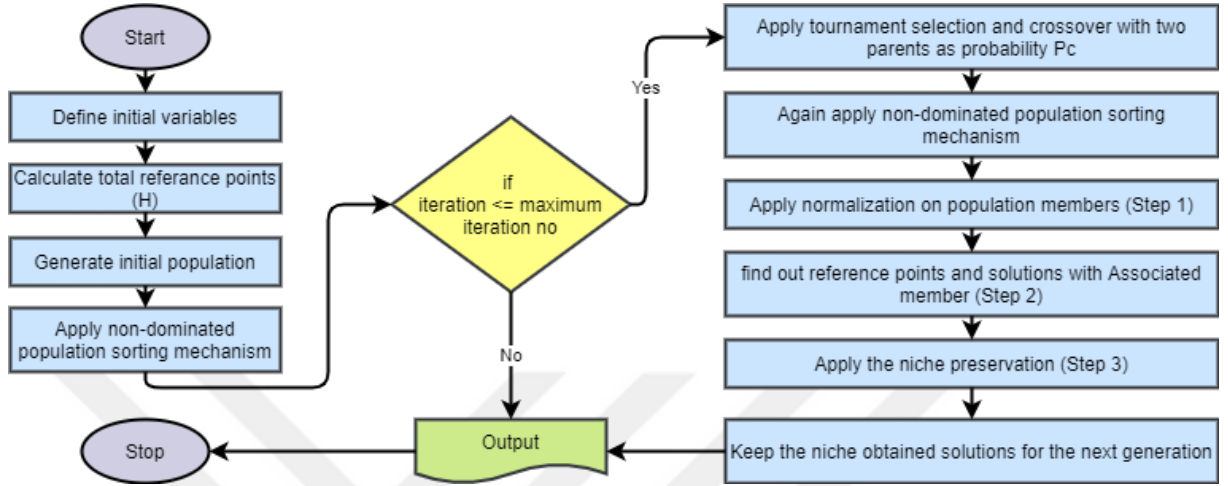 Start
Define initial variables
Calculate total referance points
(H)
Generate initial population
Apply non-dominated
population sorting mechanism
if
iteration <= maximum
iteration no
Yes
No
Apply tournament selection and crossover with two
parents as probability Pc
Again apply non-dominated population sorting
mechanism
Apply normalization on population members (Step 1)
find out reference points and solutions with Associated
member (Step 2)
Apply the niche preservation (Step 3)
Keep the niche obtained solutions for the next generation
Output
Stop